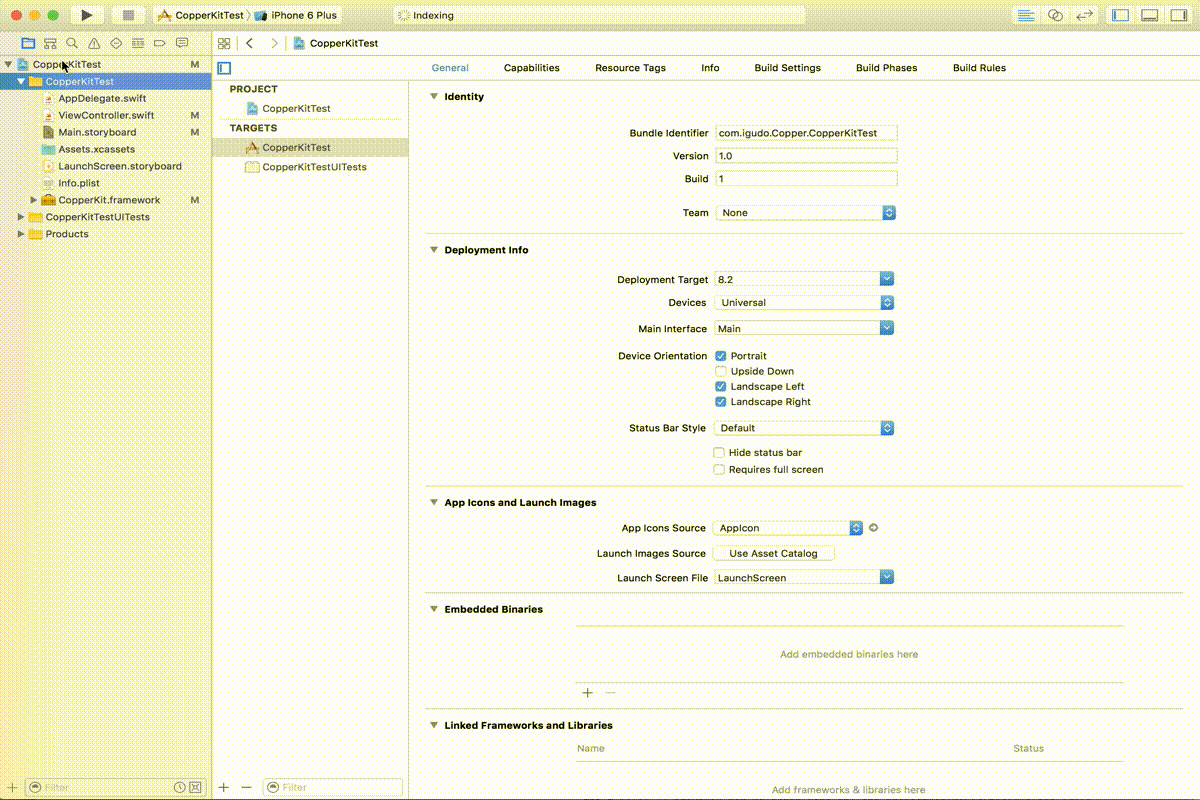 CopperKitTest iPhone 6 Plus Indexing
CopperKitTest
CopperKitTest M
CopperKitTest
AppDelegate.swift
ViewController.swift M
Main.storyboard M
Assets.xcassets
LaunchScreen.storyboard
Info.plist
CopperKit.framework M
CopperKitTestUITests
Products
Filter
PROJECT
CopperKitTest
TARGETS
CopperKitTest
CopperKitTestUITests
Filter
General Capabilities Resource Tags Info Build Settings Build Phases Build Rules
Identity
Bundle Identifier com.igudo.Copper.CopperKitTest
Version 1.0
Build 1
Team None
Deployment Info
Deployment Target 8.2
Devices Universal
Main Interface Main
Device Orientation Portrait
Upside Down
Landscape Left
Landscape Right
Status Bar Style Default
Hide status bar
Requires full screen
App Icons and Launch Images
App Icons Source AppIcon
Launch Images Source Use Asset Catalog
Launch Screen File LaunchScreen
Embedded Binaries
Add embedded binaries here
Linked Frameworks and Libraries
Name Status
Add frameworks & libraries here